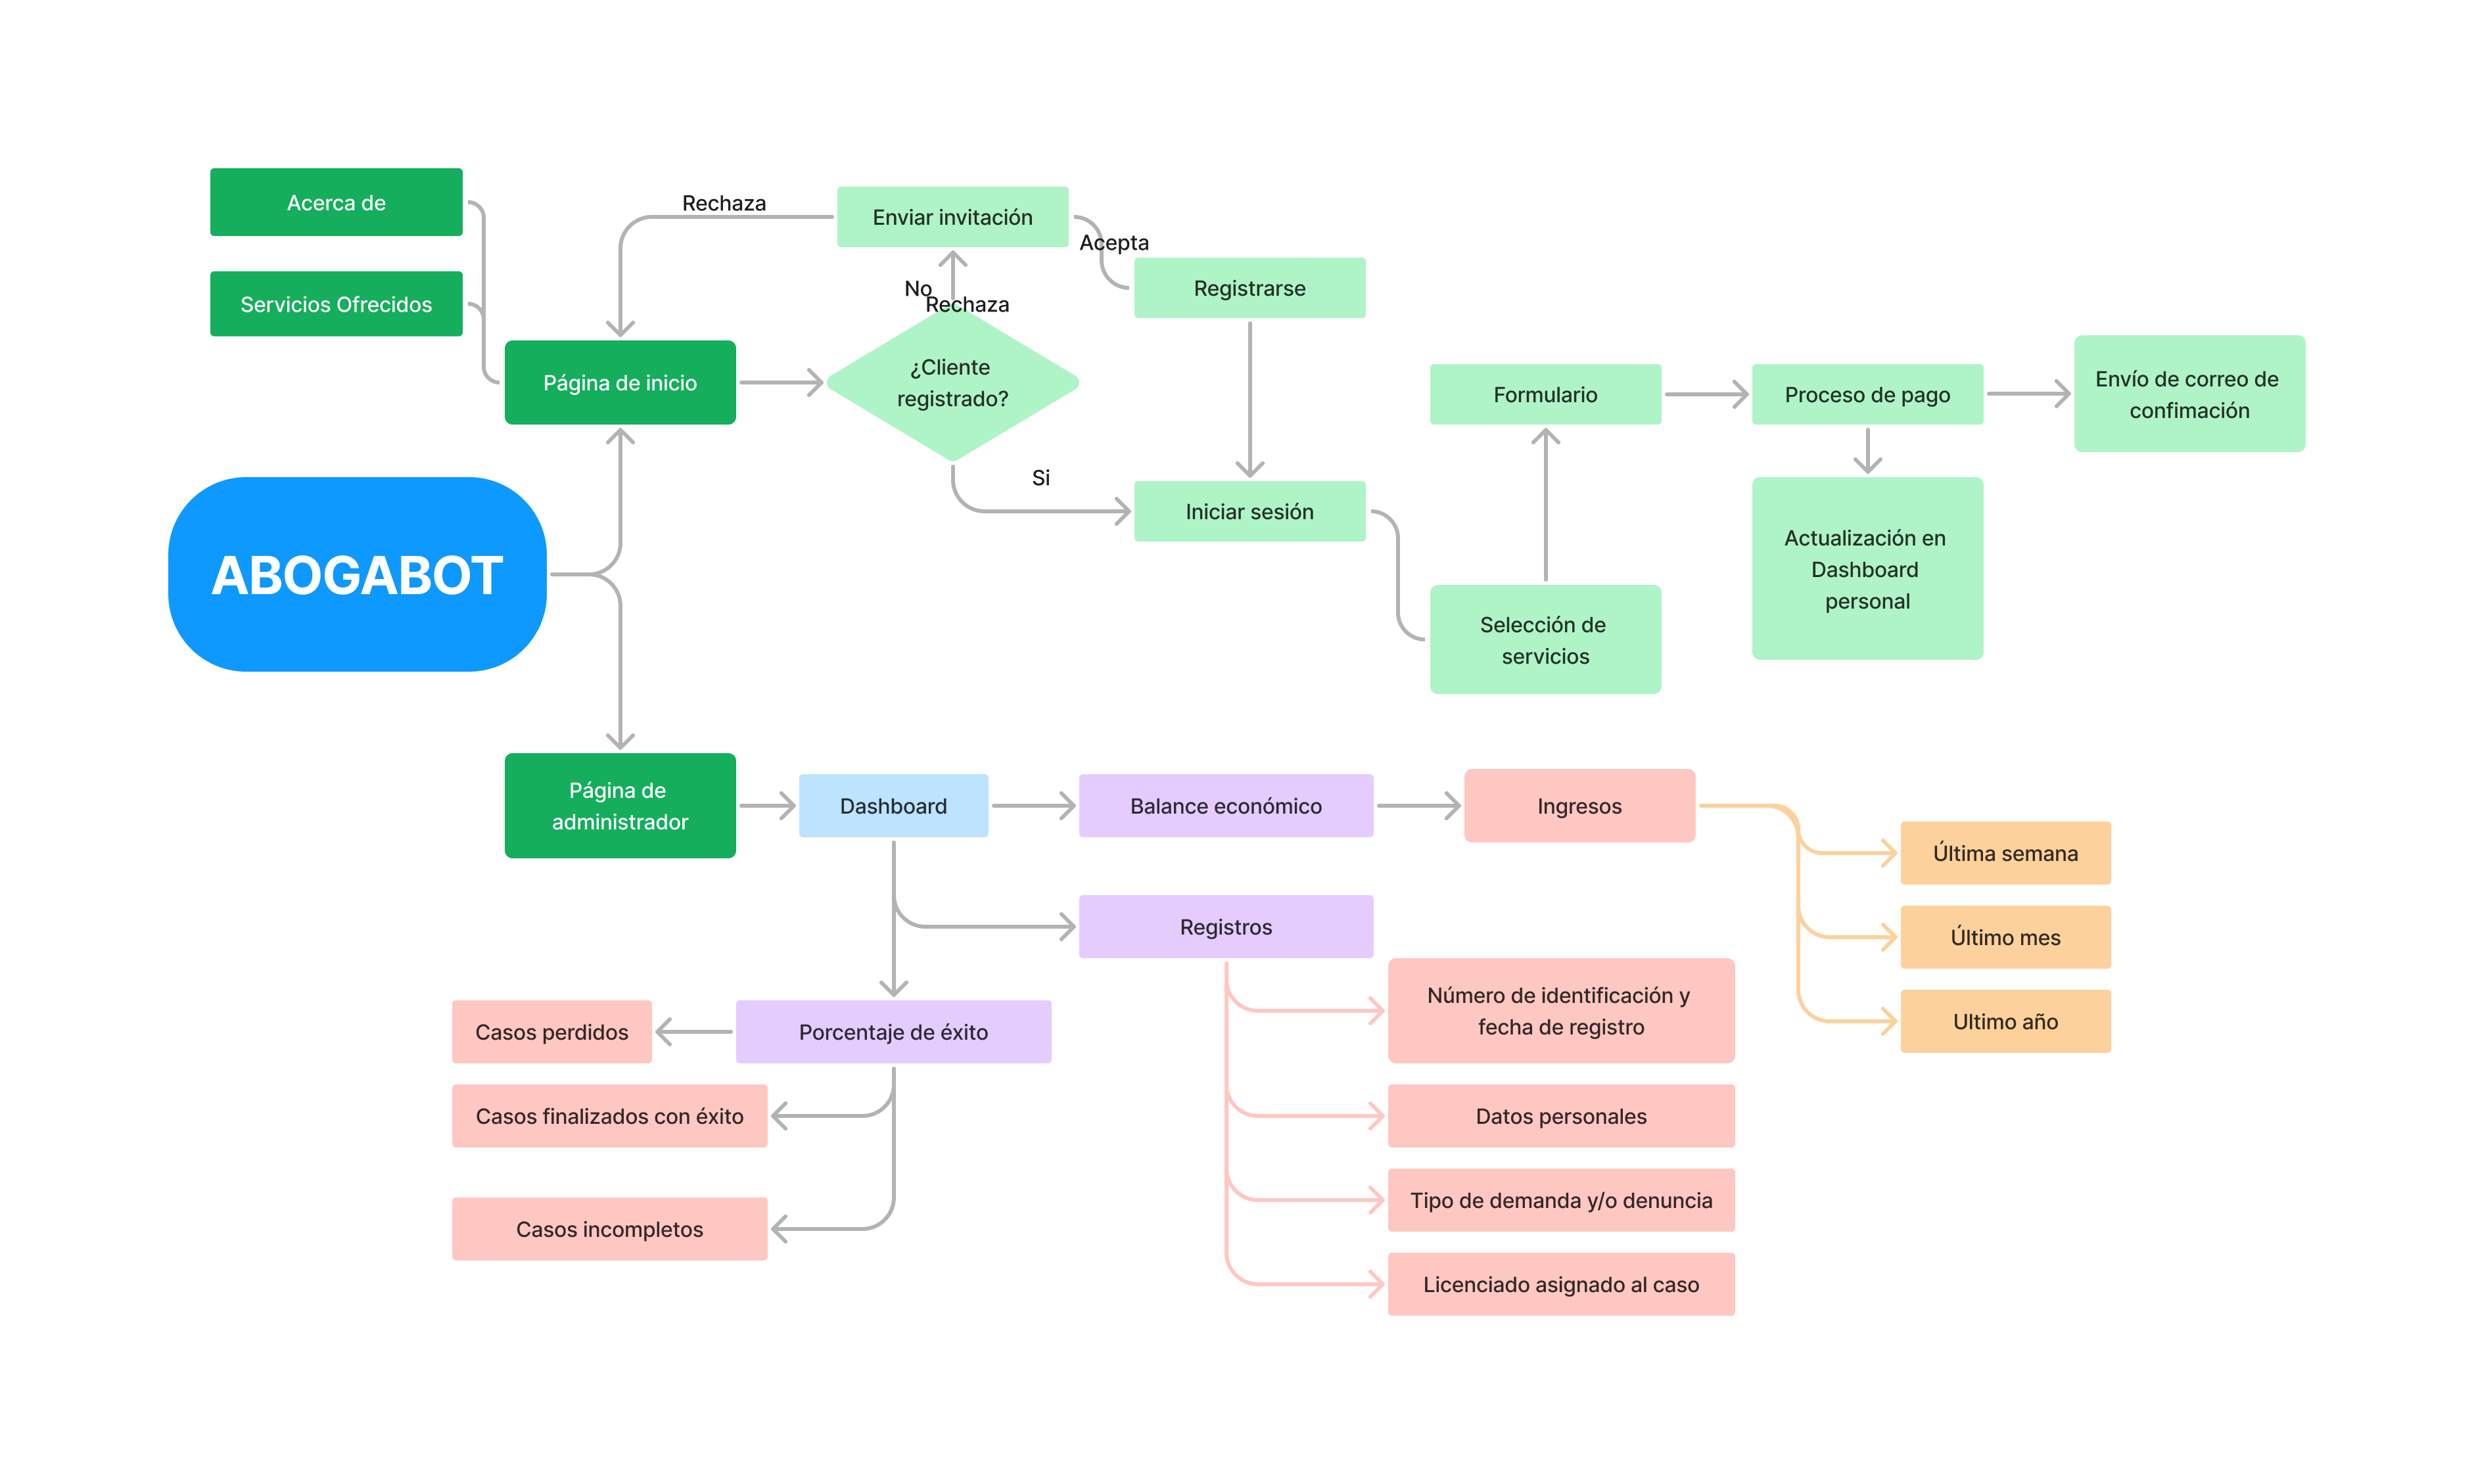 Acerca de
Servicios Ofrecidos
Página de inicio
ABOGABOT
Rechaza
Enviar invitación
Acepta
No
Rechaza
¿Cliente
registrado?
Si
Registrarse
Iniciar sesión
Selección de
servicios
Formulario
Proceso de pago
Envío de correo de
confimación
Actualización en
Dashboard
personal
Página de
administrador
Dashboard
Balance económico
Ingresos
Última semana
Último mes
Ultimo año
Registros
Número de identificación y
fecha de registro
Datos personales
Tipo de demanda y/o denuncia
Licenciado asignado al caso
Porcentaje de éxito
Casos perdidos
Casos finalizados con éxito
Casos incompletos